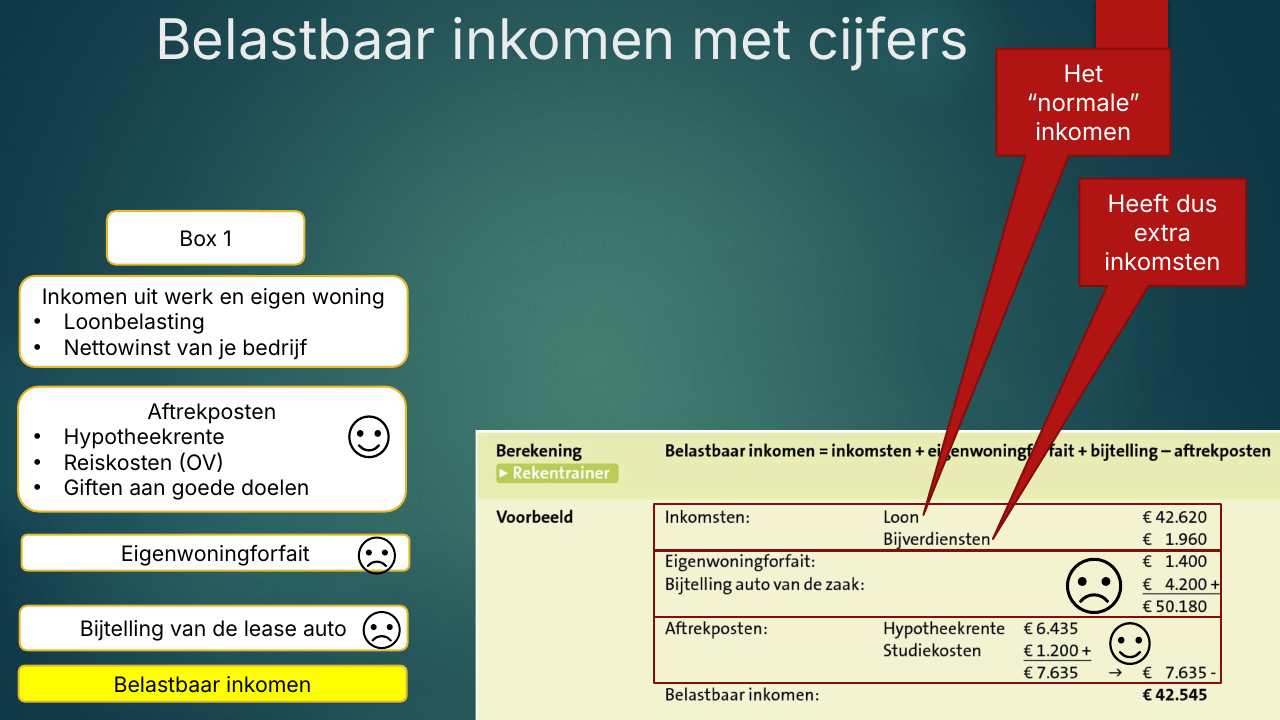 Belastbaar inkomen met cijfers
Het
“normale”
inkomen
Heeft dus
extra
inkomsten
Box 1
Inkomen uit werk en eigen woning
• Loonbelasting
• Nettowinst van je bedrijf
Aftrekposten
• Hypotheekrente
• Reiskosten (OV)
• Giften aan goede doelen
Eigenwoningforfait
Bijtelling van de lease auto
Belastbaar inkomen
Berekening Belastbaar inkomen = inkomsten + eigenwoningforfait + bijtelling – aftrekposten
▸ Rekentrainer
Voorbeeld Inkomsten: Loon € 42.620
Bijverdiensten € 1.960
Eigenwoningforfait: € 1.400
Bijtelling auto van de zaak: € 4.200 +
€ 50.180
Aftrekposten: Hypotheekrente € 6.435
Studiekosten € 1.200 +
€ 7.635 → € 7.635 -
Belastbaar inkomen: € 42.545